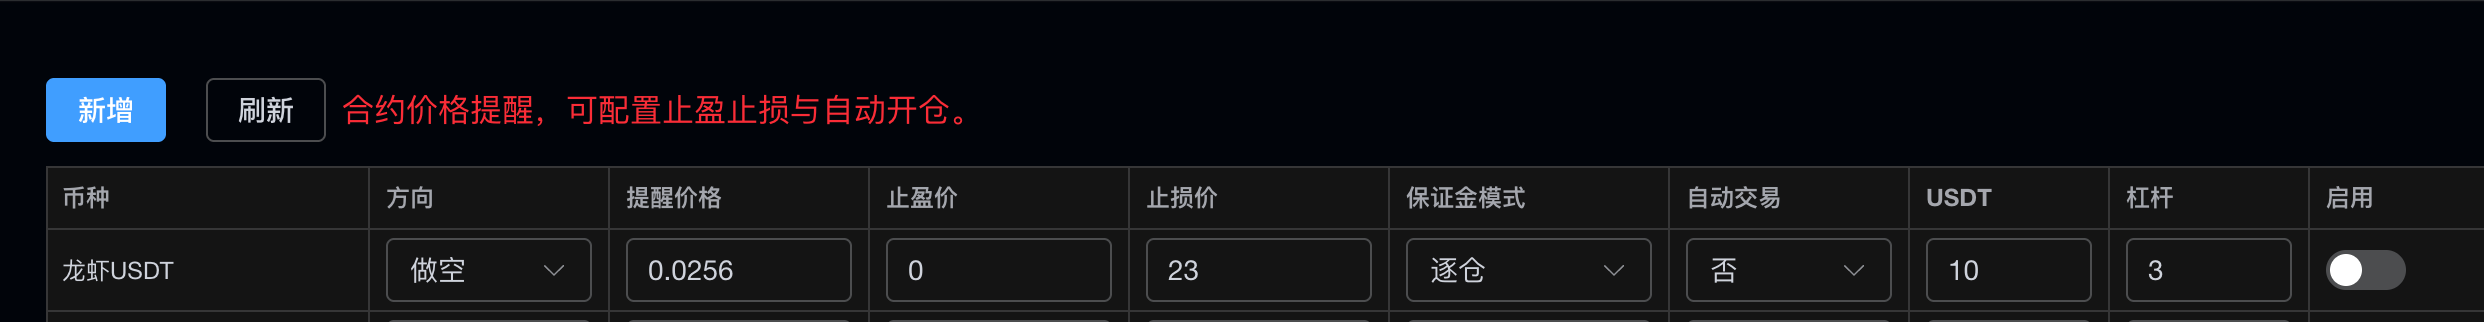 新增 刷新 合约价格提醒，可配置止盈止损与自动开仓。
币种 方向 提醒价格 止盈价 止损价 保证金模式 自动交易 USDT 杠杆 启用
龙虾USDT 做空 0.0256 0 23 逐仓 否 10 3